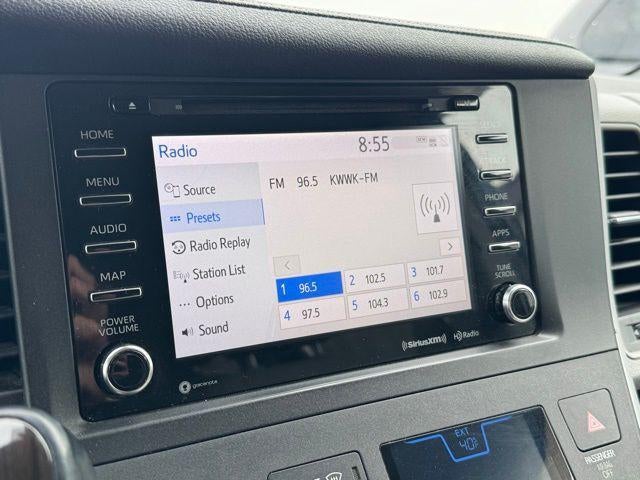 HOME
MENU
AUDIO
MAP
POWER
VOLUME
Radio 8:55
Source
Presets
Radio Replay
Station List
Options
Sound
FM 96.5 KWWK-FM
1 96.5 2 102.5 3 101.7
4 97.5 5 104.3 6 102.9
TRACK
PHONE
APPS
TUNE
SCROLL
gracenote
SiriusXM
HD Radio
EXT
40°F
PASSENGER
OFF